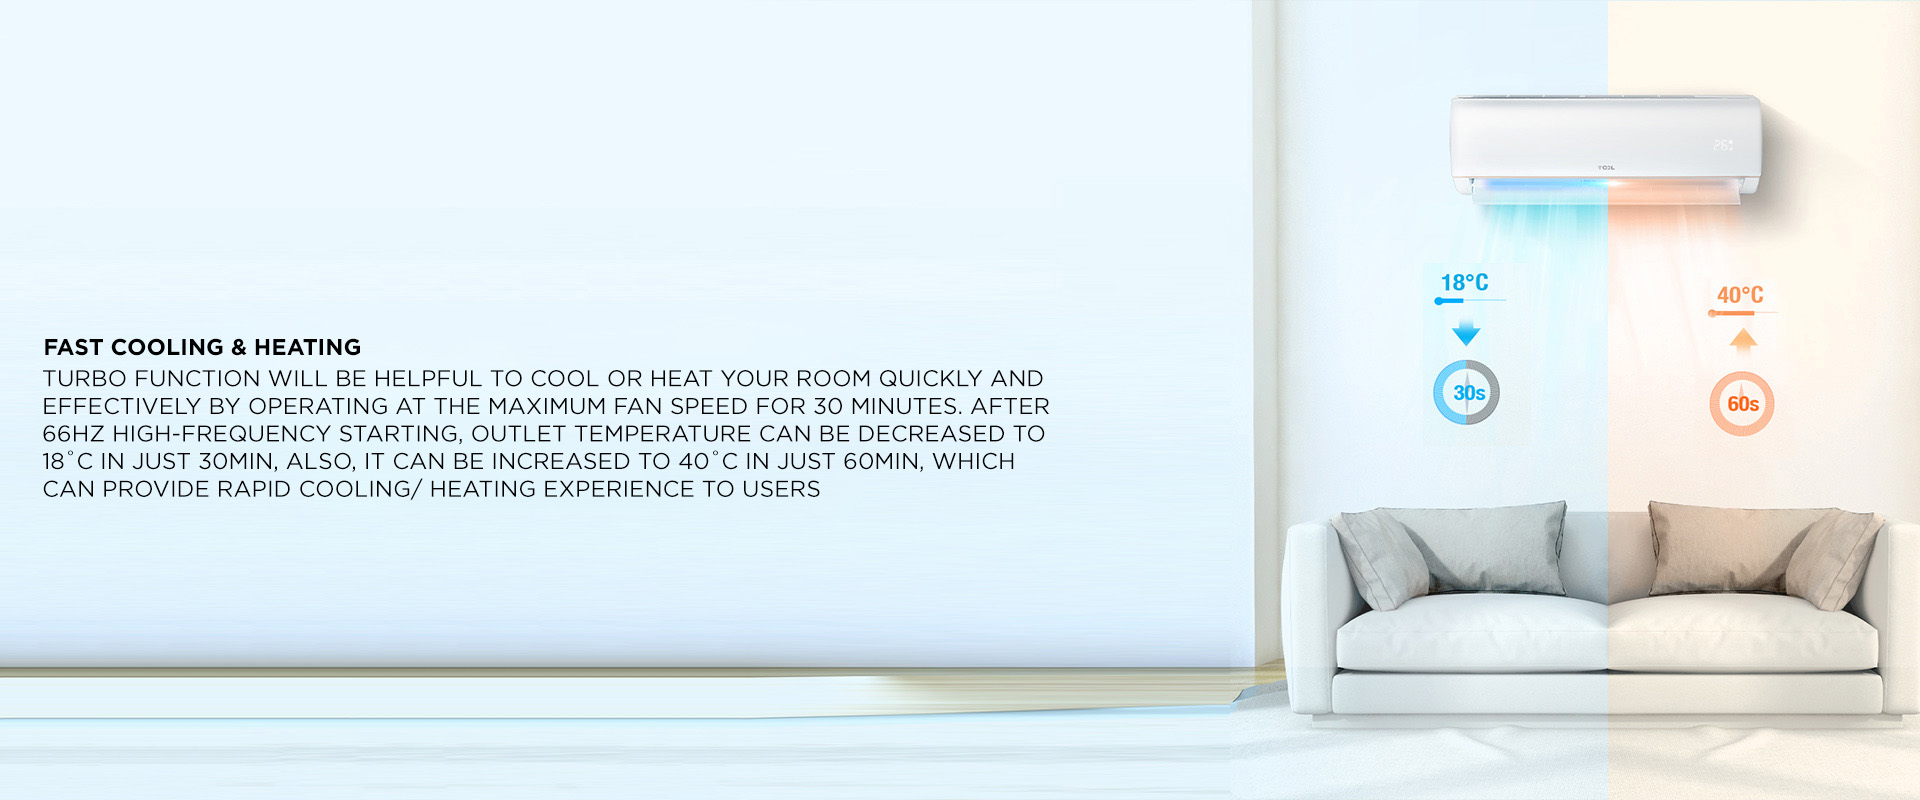 FAST COOLING & HEATING
TURBO FUNCTION WILL BE HELPFUL TO COOL OR HEAT YOUR ROOM QUICKLY AND
EFFECTIVELY BY OPERATING AT THE MAXIMUM FAN SPEED FOR 30 MINUTES. AFTER
66HZ HIGH-FREQUENCY STARTING, OUTLET TEMPERATURE CAN BE DECREASED TO
18˚C IN JUST 30MIN, ALSO, IT CAN BE INCREASED TO 40˚C IN JUST 60MIN, WHICH
CAN PROVIDE RAPID COOLING/ HEATING EXPERIENCE TO USERS
26
TCL
18°C
30s
40°C
60s